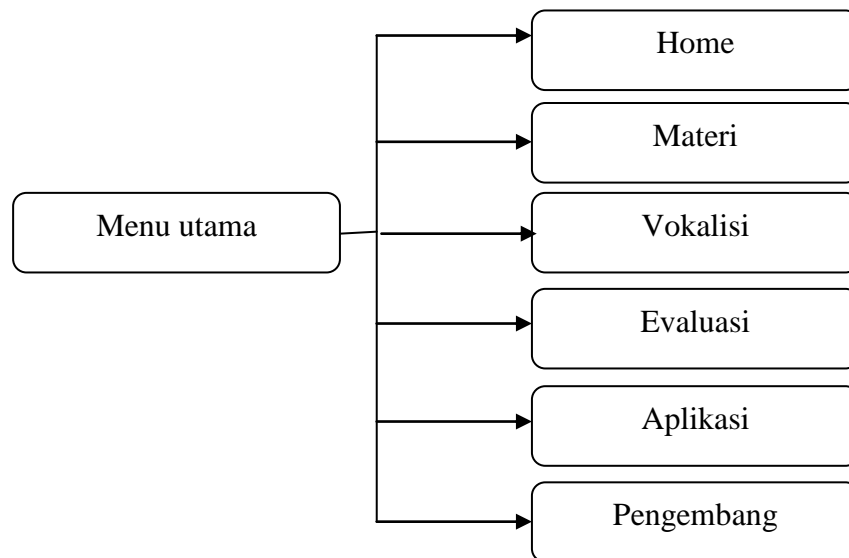 Home
Materi
Menu utama
Vokalisi
Evaluasi
Aplikasi
Pengembang